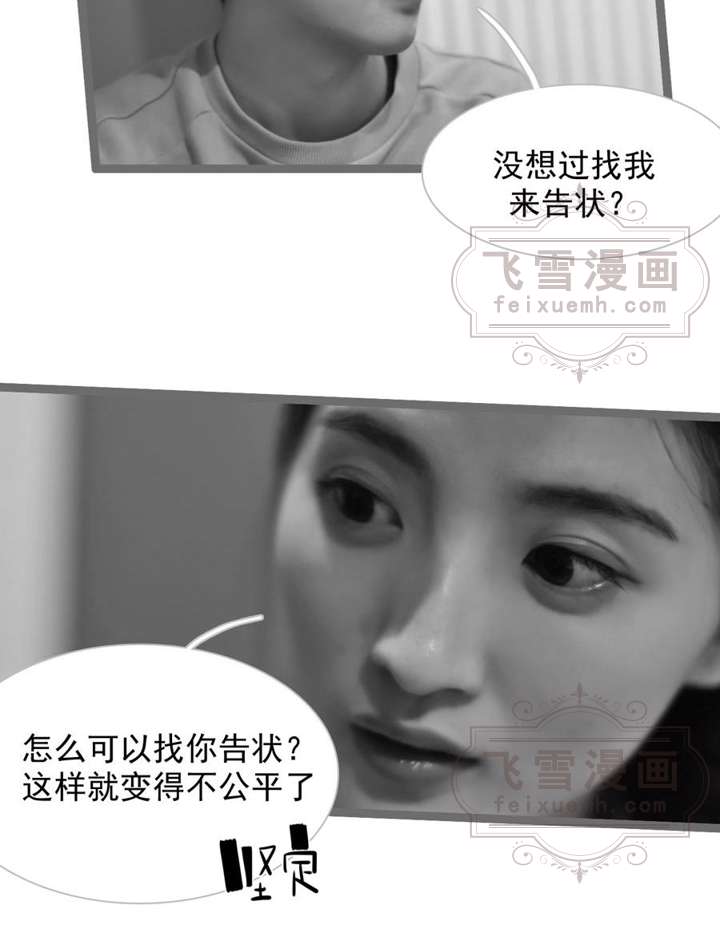 没想过找我
来告状？
飞雪漫画
feixuemh.com
怎么可以找你告状？
这样就变得不公平了
坚定
飞雪漫画
feixuemh.com